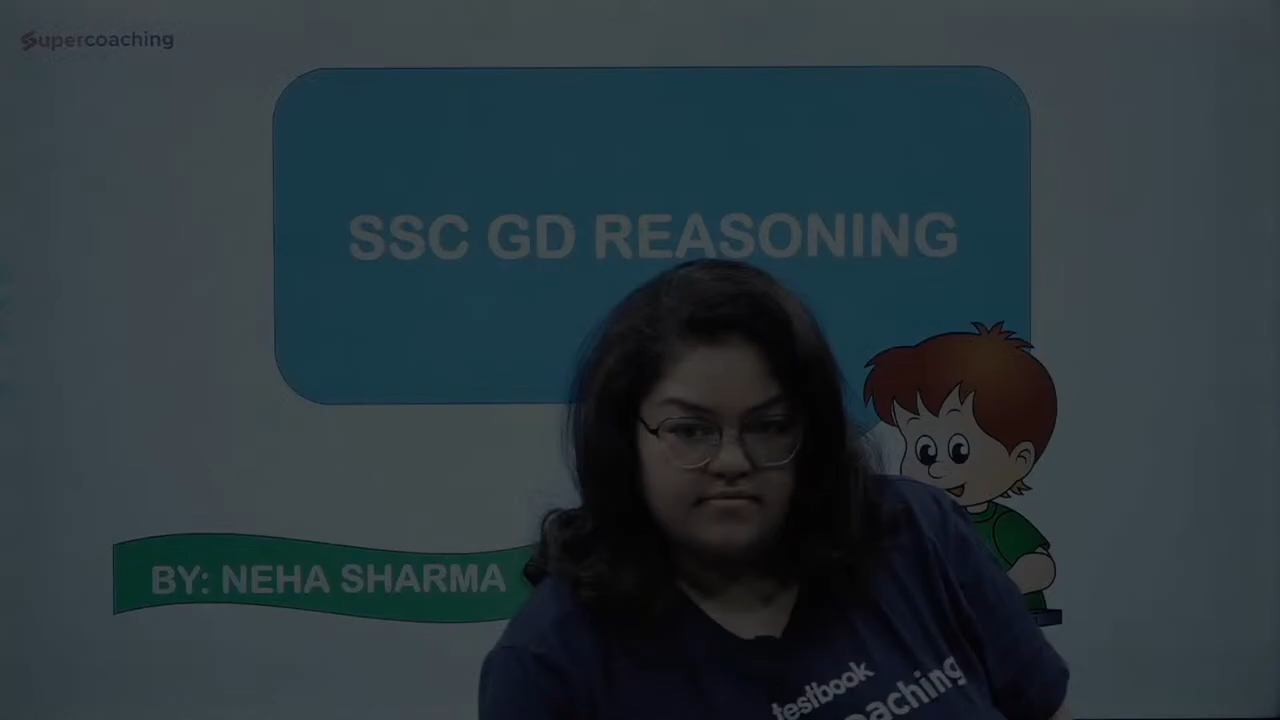 Supercoaching
SSC GD REASONING
BY: NEHA SHARMA
testbook